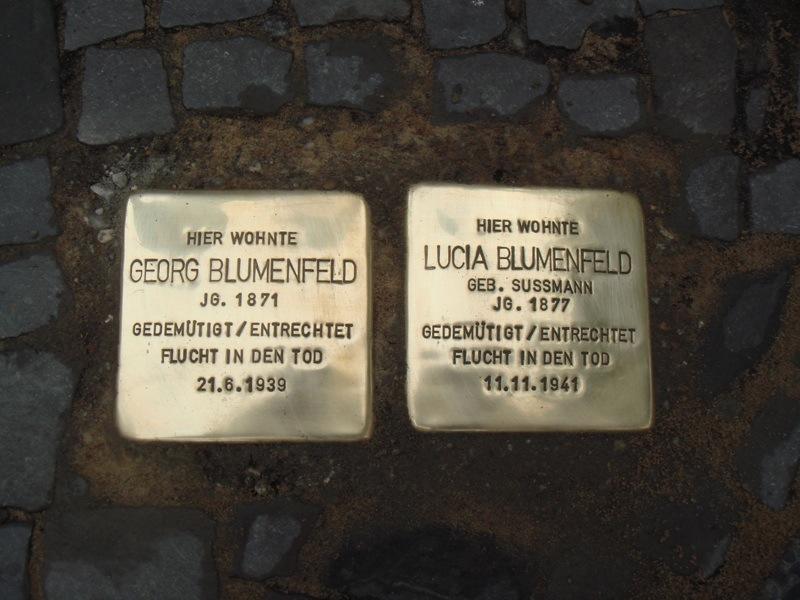 HIER WOHNTE
GEORG BLUMENFELD
JG. 1871
GEDEMÜTIGT/ENTRECHTET
FLUCHT IN DEN TOD
21.6.1939
HIER WOHNTE
LUCIA BLUMENFELD
GEB. SUSSMANN
JG. 1877
GEDEMÜTIGT/ENTRECHTET
FLUCHT IN DEN TOD
11.11.1941